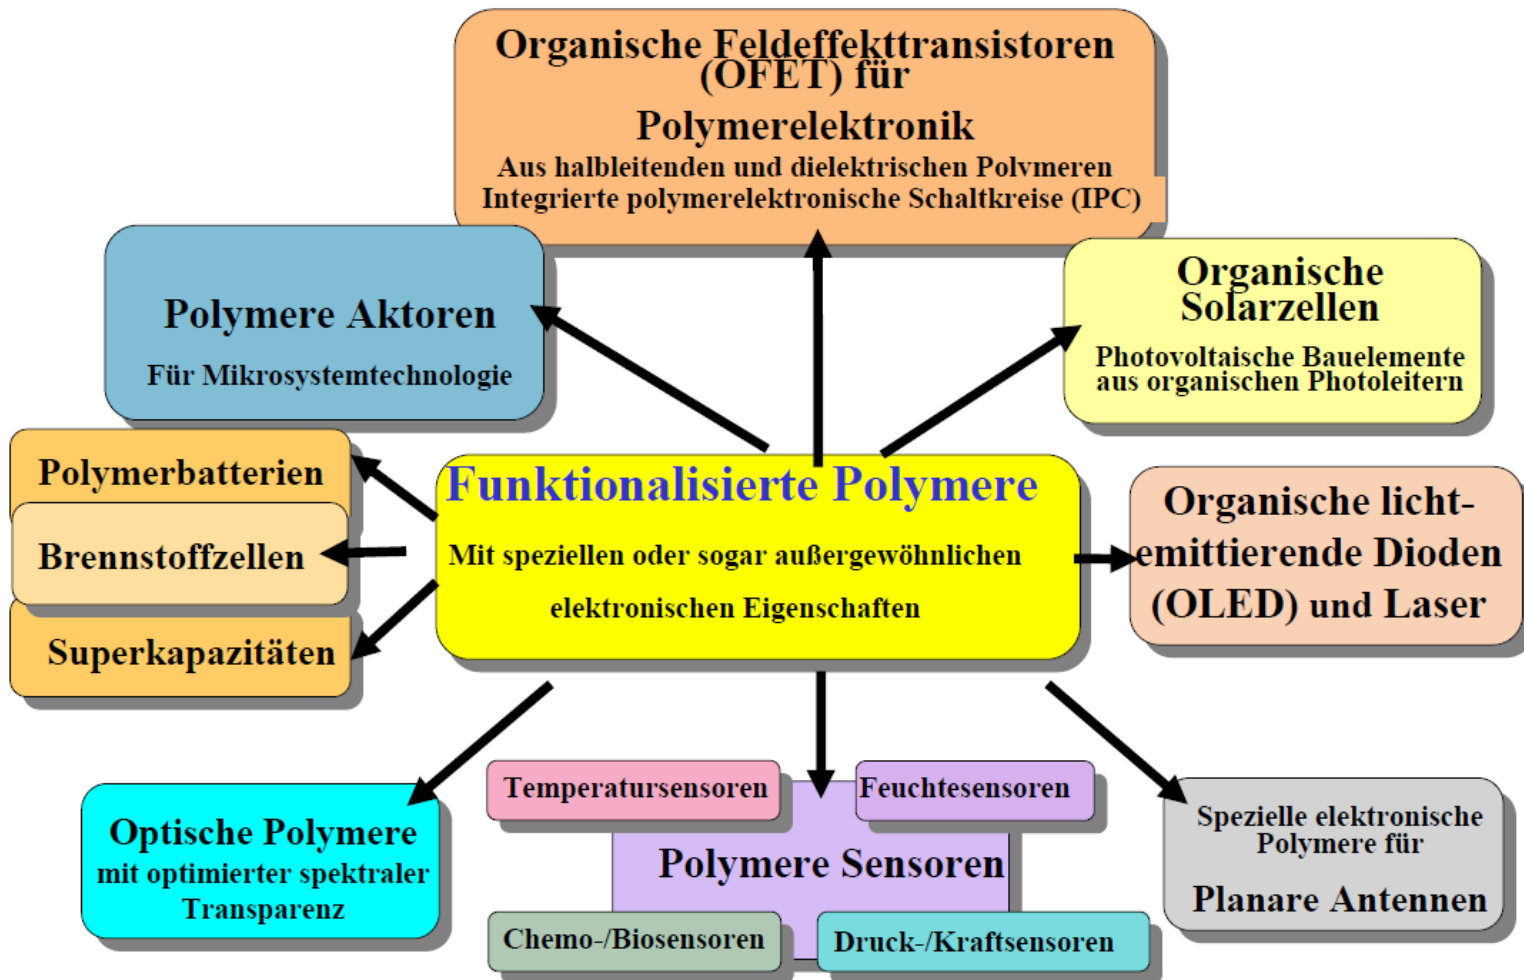 Organische Feldeffekttransistoren
(OFET) für
Polymerelektronik
Aus halbleitenden und dielektrischen Polymeren
Integrierte polymerelektronische Schaltkreise (IPC)
Polymere Aktoren
Für Mikrosystemtechnologie
Organische
Solarzellen
Photovoltaische Bauelemente
aus organischen Photoleitern
Polymerbatterien
Brennstoffzellen
Superkapazitäten
Funktionalisierte Polymere
Mit speziellen oder sogar außergewöhnlichen
elektronischen Eigenschaften
Organische licht-
emittierende Dioden
(OLED) und Laser
Optische Polymere
mit optimierter spektraler
Transparenz
Temperatursensoren
Feuchtesensoren
Polymere Sensoren
Chemo-/Biosensoren
Druck-/Kraftsensoren
Spezielle elektronische
Polymere für
Planare Antennen